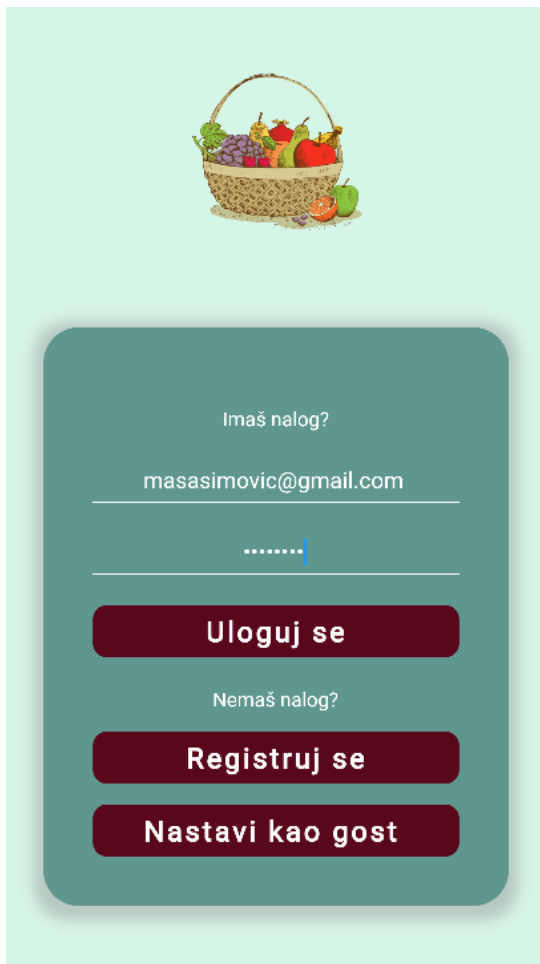 Imaš nalog?
masasimovic@gmail.com
••••••••
Uloguj se
Nemaš nalog?
Registruj se
Nastavi kao gost